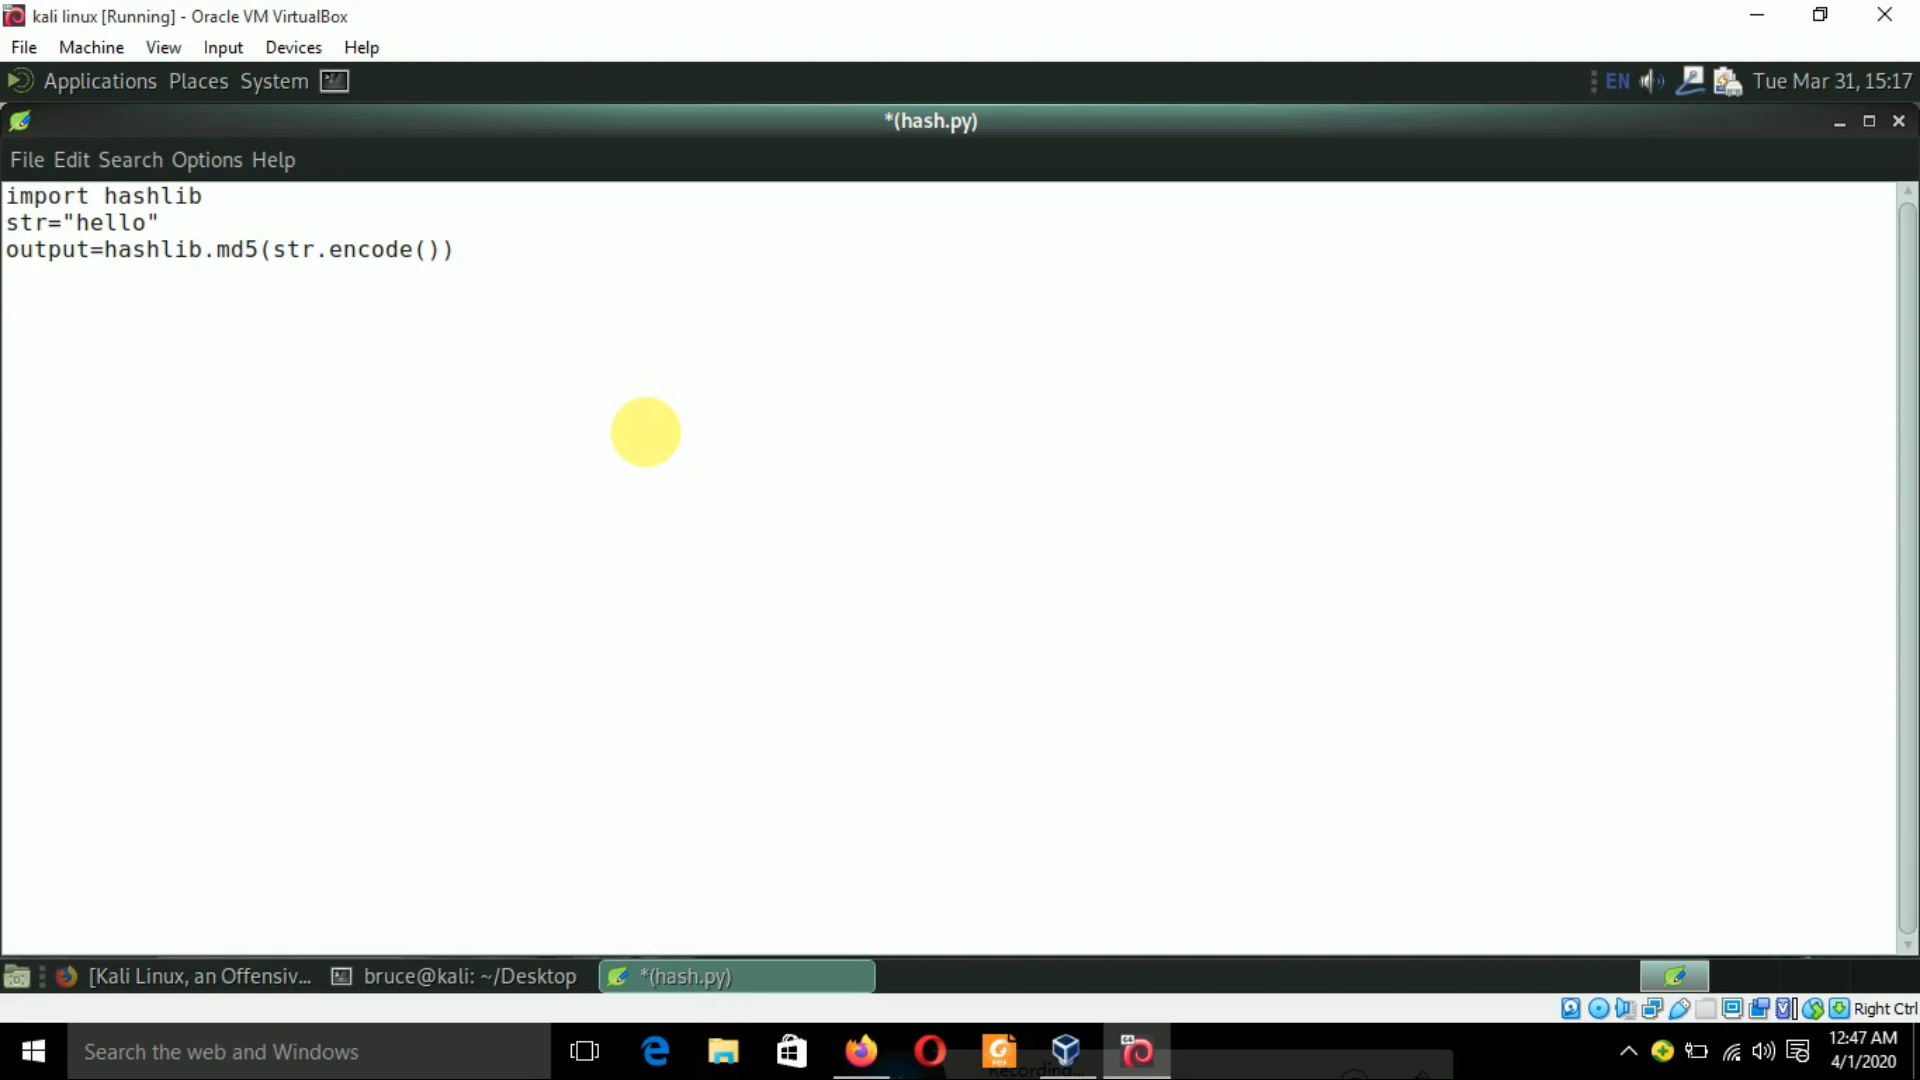 kali linux [Running] - Oracle VM VirtualBox
File Machine View Input Devices Help
Applications Places System EN Tue Mar 31, 15:17
*(hash.py)
File Edit Search Options Help
import hashlib
str="hello"
output=hashlib.md5(str.encode())
[Kali Linux, an Offensiv... bruce@kali: ~/Desktop *(hash.py)
Right Ctrl
Search the web and Windows
Recording...
12:47 AM
4/1/2020